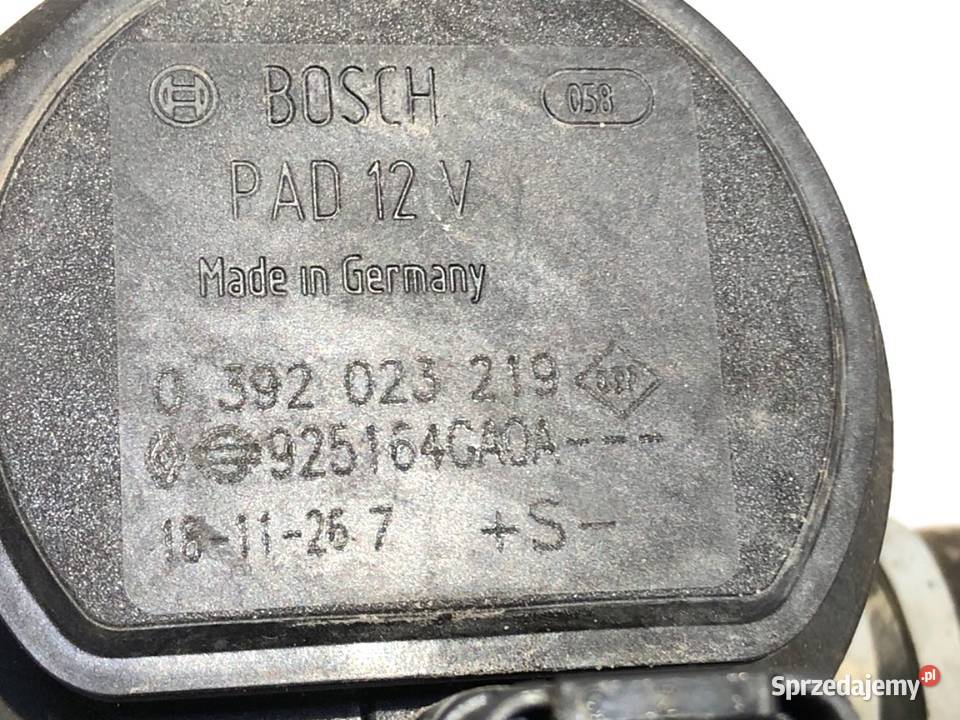 BOSCH 058
PAD 12 V
Made in Germany
0 392 023 219
925164GA0A----
18-11-26 7 +S-
Sprzedajemy.pl